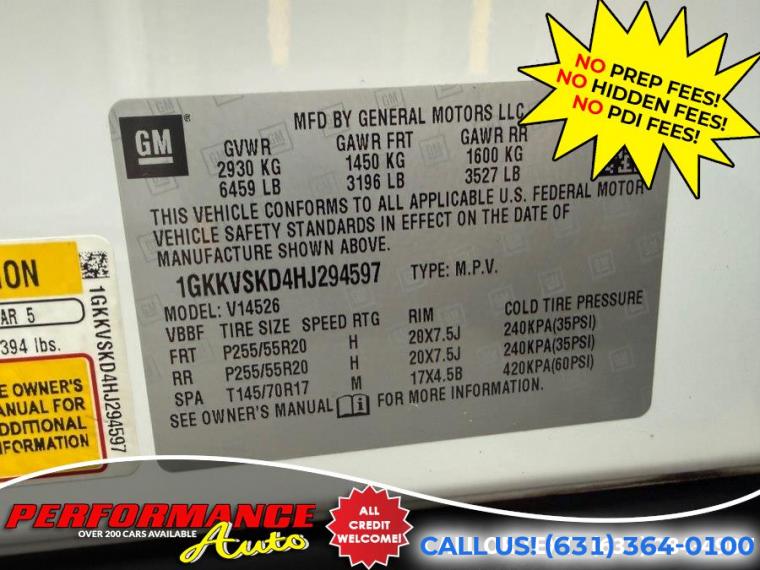 NO PREP FEES!
NO HIDDEN FEES!
NO PDI FEES!
GM
MFD BY GENERAL MOTORS LLC
GVWR GAWR FRT GAWR RR
2930 KG 1450 KG 1600 KG
6459 LB 3196 LB 3527 LB
THIS VEHICLE CONFORMS TO ALL APPLICABLE U.S. FEDERAL MOTOR
VEHICLE SAFETY STANDARDS IN EFFECT ON THE DATE OF
MANUFACTURE SHOWN ABOVE.
1GKKVSKD4HJ294597 TYPE: M.P.V.
MODEL: V14526
VBBF TIRE SIZE SPEED RTG RIM COLD TIRE PRESSURE
FRT P255/55R20 H 20X7.5J 240KPA(35PSI)
RR P255/55R20 H 20X7.5J 240KPA(35PSI)
SPA T145/70R17 M 17X4.5B 420KPA(60PSI)
SEE OWNER'S MANUAL FOR MORE INFORMATION.
ION
AR 5
394 lbs.
E OWNER'S
ANUAL FOR
DDITIONAL
NFORMATION
1GKKVSKD4HJ294597
PERFORMANCE
OVER 200 CARS AVAILABLE
Auto
ALL
CREDIT
WELCOME!
CALL US! (631) 364-0100